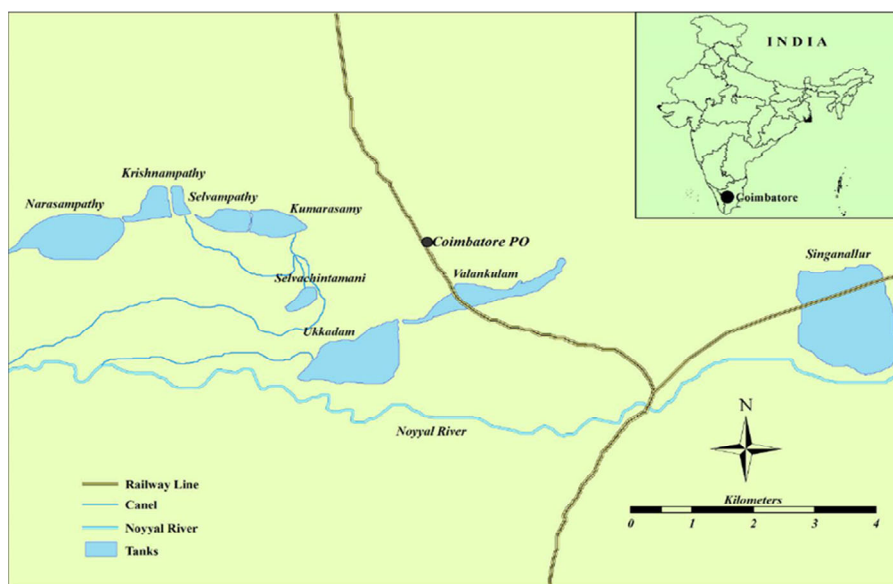 INDIA
Coimbatore
Krishnampathy
Narasampathy
Selvampathy
Kumarasamy
Coimbatore PO
Singanallur
Selvachintamani
Valankulam
Ukkadam
Noyyal River
N
Railway Line
Canel
Noyyal River
Tanks
Kilometers
0 1 2 3 4